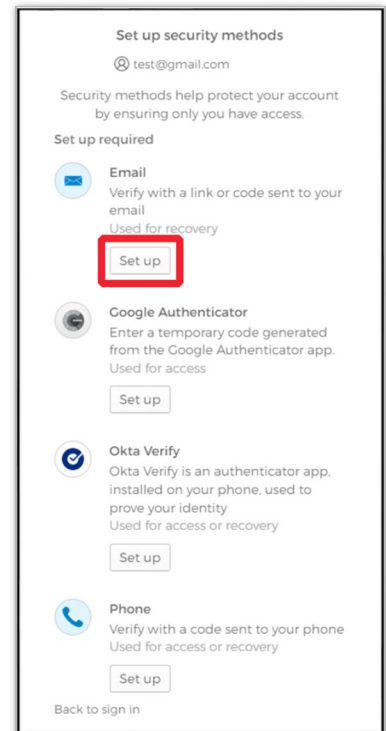 Set up security methods
test@gmail.com
Security methods help protect your account
by ensuring only you have access.
Set up required
Email
Verify with a link or code sent to your
email
Used for recovery
Set up
Google Authenticator
Enter a temporary code generated
from the Google Authenticator app.
Used for access
Set up
Okta Verify
Okta Verify is an authenticator app,
installed on your phone, used to
prove your identity
Used for access or recovery
Set up
Phone
Verify with a code sent to your phone
Used for access or recovery
Set up
Back to sign in